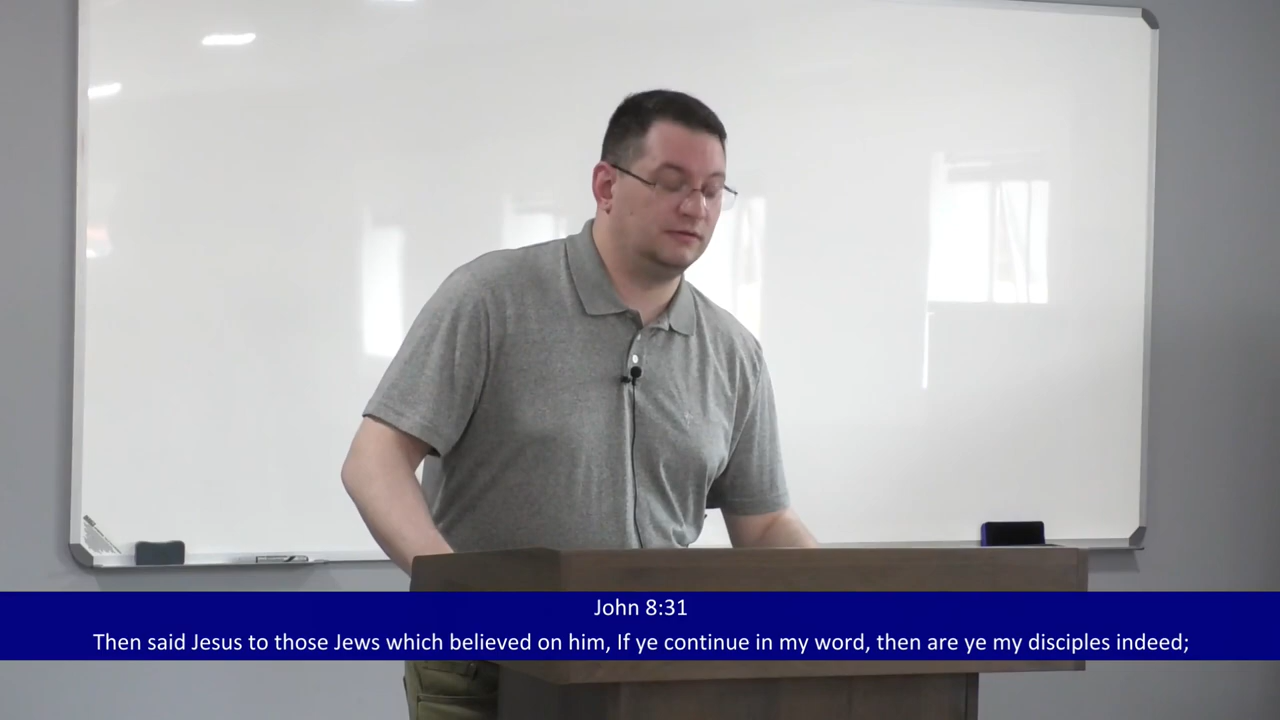 John 8:31
Then said Jesus to those Jews which believed on him, If ye continue in my word, then are ye my disciples indeed;